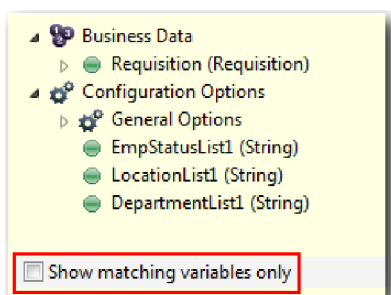 Business Data
Requisition (Requisition)
Configuration Options
General Options
EmpStatusList1 (String)
LocationList1 (String)
DepartmentList1 (String)
Show matching variables only